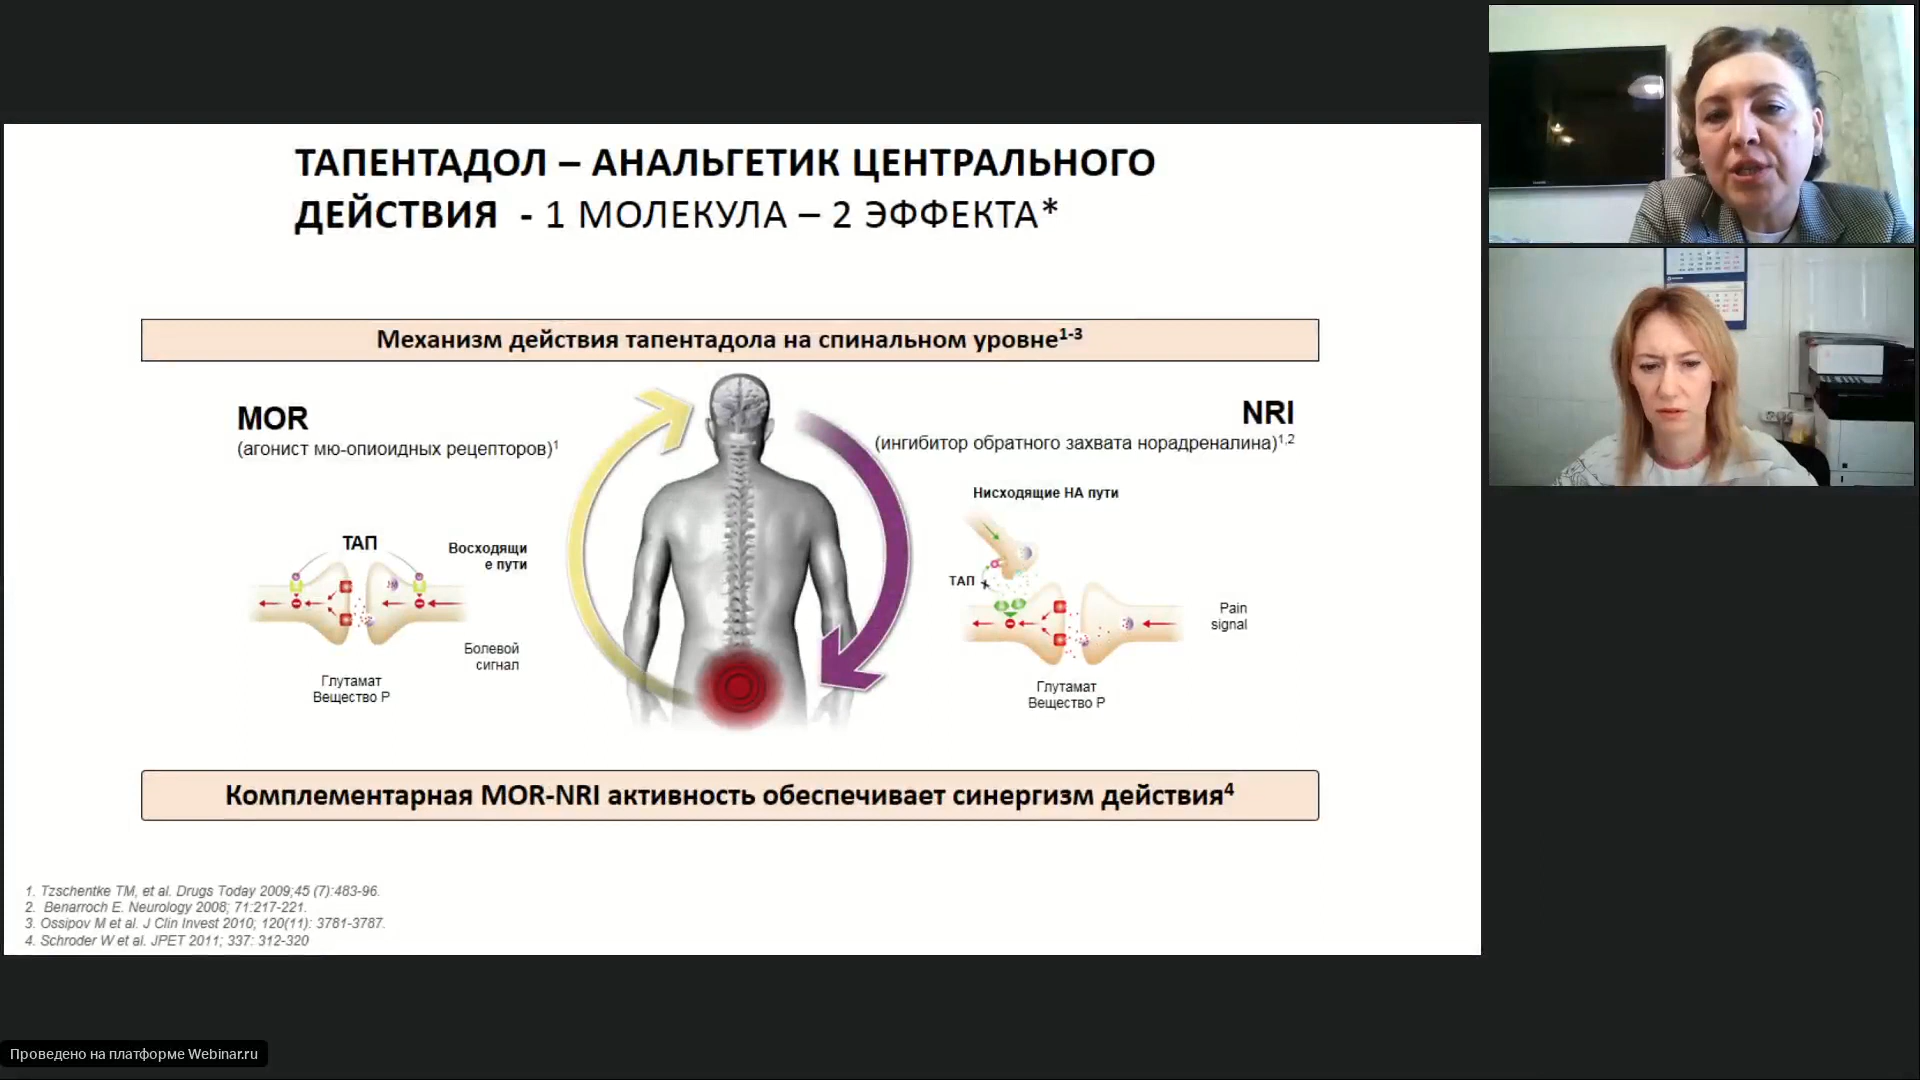 ТАПЕНТАДОЛ – АНАЛЬГЕТИК ЦЕНТРАЛЬНОГО
ДЕЙСТВИЯ - 1 МОЛЕКУЛА – 2 ЭФФЕКТА*
Механизм действия тапентадола на спинальном уровне1-3
MOR
(агонист мю-опиоидных рецепторов)1
ТАП
Восходящи
е пути
Болевой
сигнал
Глутамат
Вещество Р
NRI
(ингибитор обратного захвата норадреналина)1,2
Нисходящие НА пути
ТАП
Pain
signal
Глутамат
Вещество Р
Комплементарная MOR-NRI активность обеспечивает синергизм действия4
1. Tzschentke TM, et al. Drugs Today 2009;45 (7):483-96.
2. Benarroch E. Neurology 2008; 71:217-221.
3. Ossipov M et al. J Clin Invest 2010; 120(11): 3781-3787.
4. Schroder W et al. JPET 2011; 337: 312-320
Проведено на платформе Webinar.ru